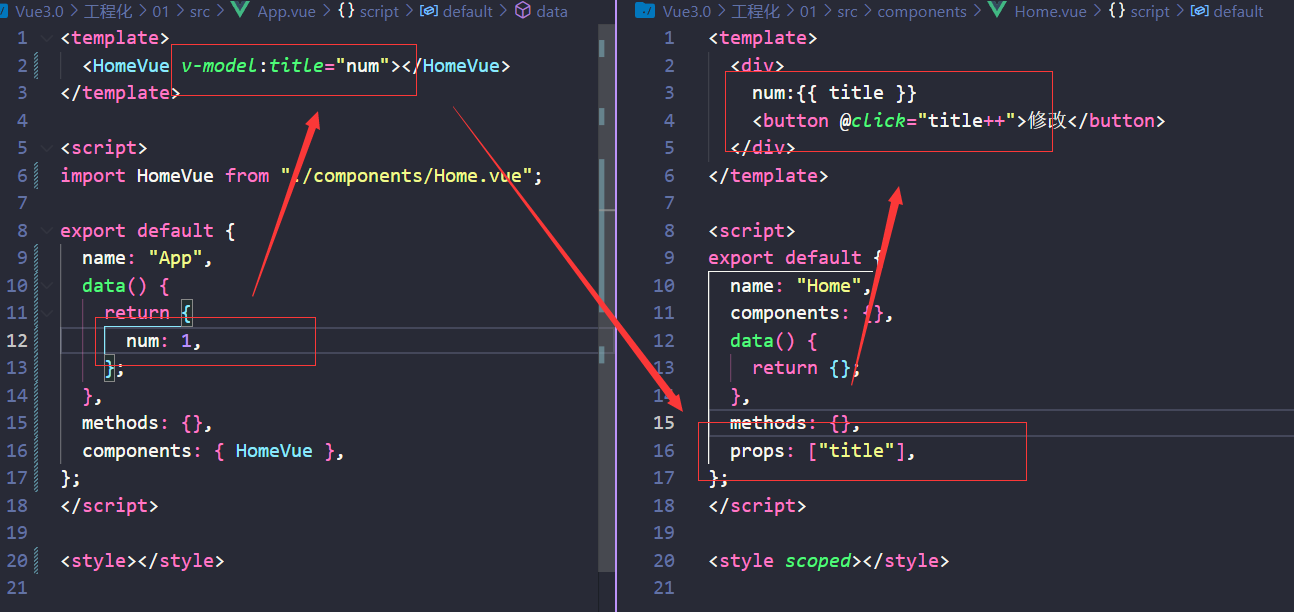 Vue3.0 > 工程化 > 01 > src > App.vue > {} script > default > data
1 <template>
2 <HomeVue v-model:title="num"></HomeVue>
3 </template>
4
5 <script>
6 import HomeVue from "./components/Home.vue";
7
8 export default {
9 name: "App",
10 data() {
11 return {
12 num: 1,
13 };
14 },
15 methods: {},
16 components: { HomeVue },
17 };
18 </script>
19
20 <style></style>
21
Vue3.0 > 工程化 > 01 > src > components > Home.vue > {} script > default
1 <template>
2 <div>
3 num:{{ title }}
4 <button @click="title++">修改</button>
5 </div>
6 </template>
7
8 <script>
9 export default {
10 name: "Home",
11 components: {},
12 data() {
13 return {};
14 },
15 methods: {},
16 props: ["title"],
17 };
18 </script>
19
20 <style scoped></style>
21